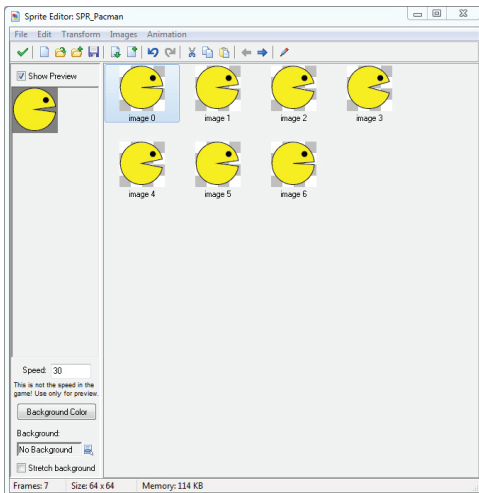 Sprite Editor: SPR_Pacman
File Edit Transform Images Animation
Show Preview
image 0 image 1 image 2 image 3
image 4 image 5 image 6
Speed: 30
This is not the speed in the
game! Use only for preview.
Background Color
Background:
No Background
Stretch background
Frames: 7 Size: 64 x 64 Memory: 114 KB